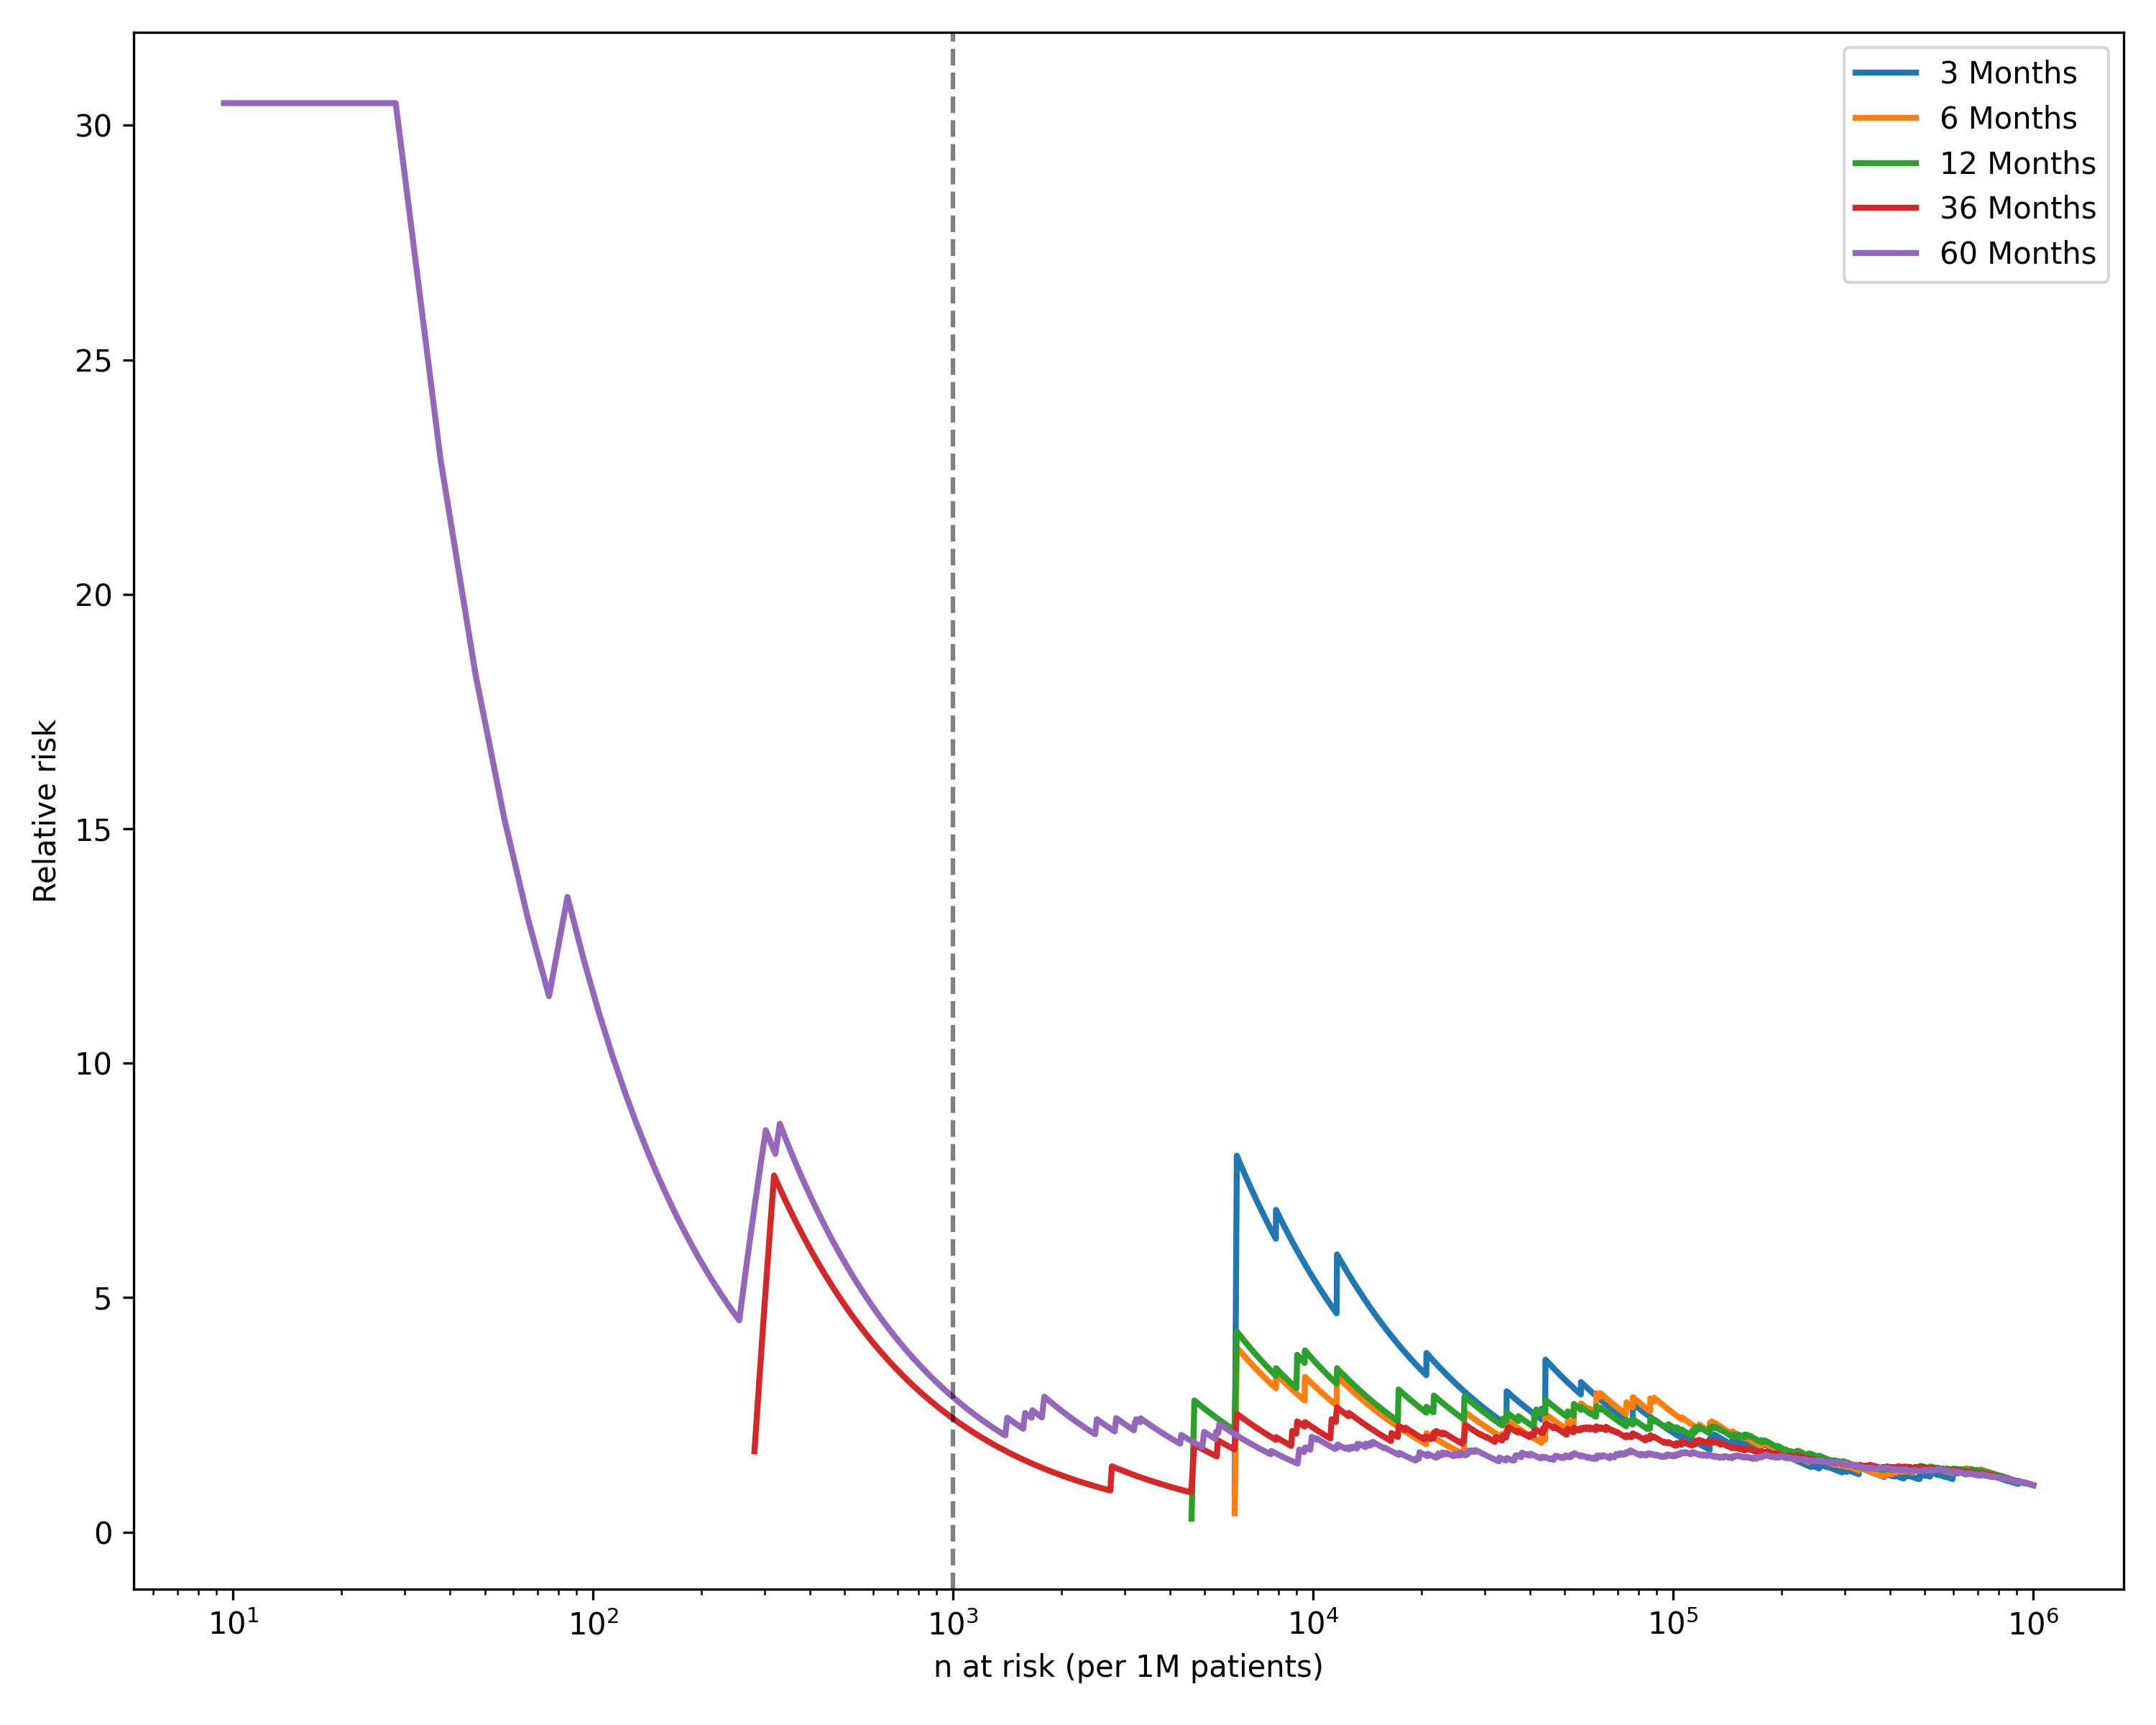 3 Months
6 Months
12 Months
36 Months
60 Months
30
25
20
15
10
5
0
Relative risk
10¹ 10² 10³ 10⁴ 10⁵ 10⁶
n at risk (per 1M patients)